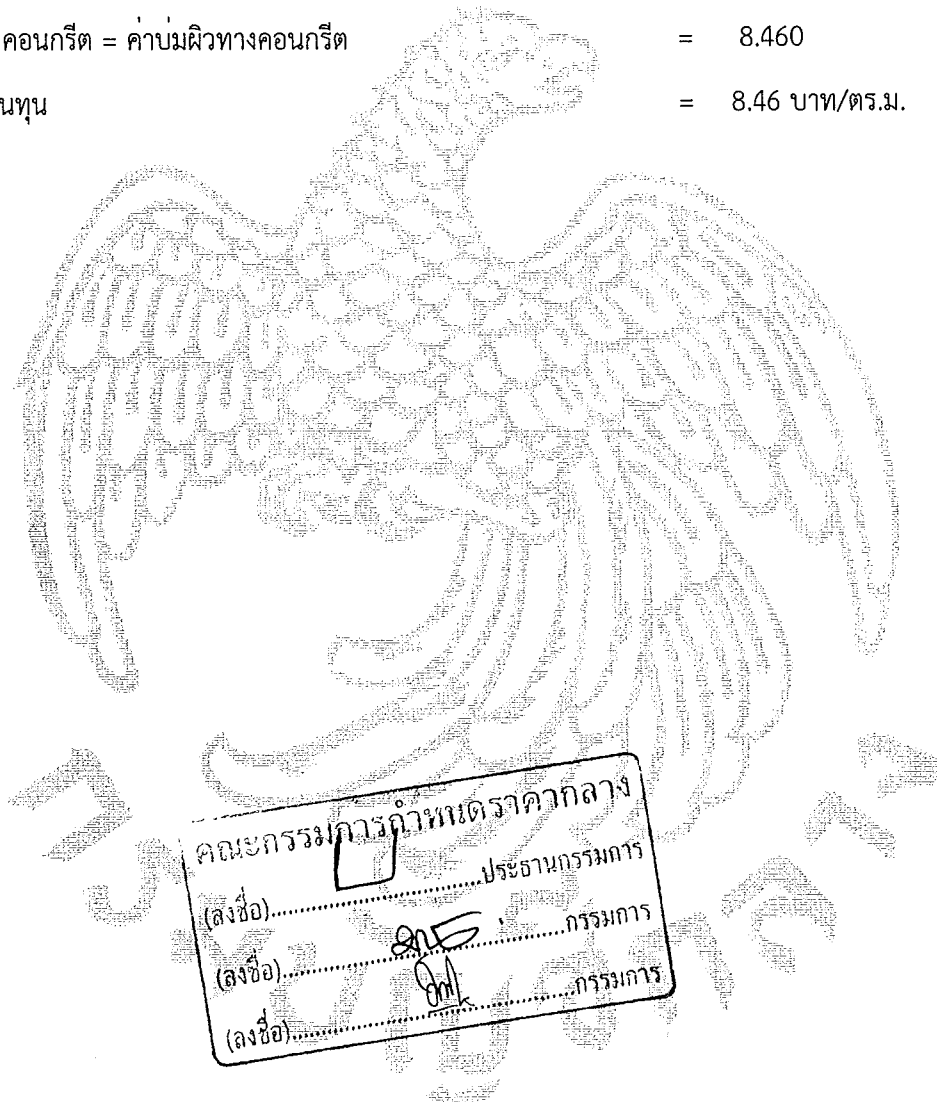 คอนกรีต = ค่าบ่มผิวทางคอนกรีต = 8.460
นทุน = 8.46 บาท/ตร.ม.
คณะกรรมการกำหนดราคากลาง
(ลงชื่อ)..............................ประธานกรรมการ
(ลงชื่อ)..............................กรรมการ
(ลงชื่อ)..............................กรรมการ